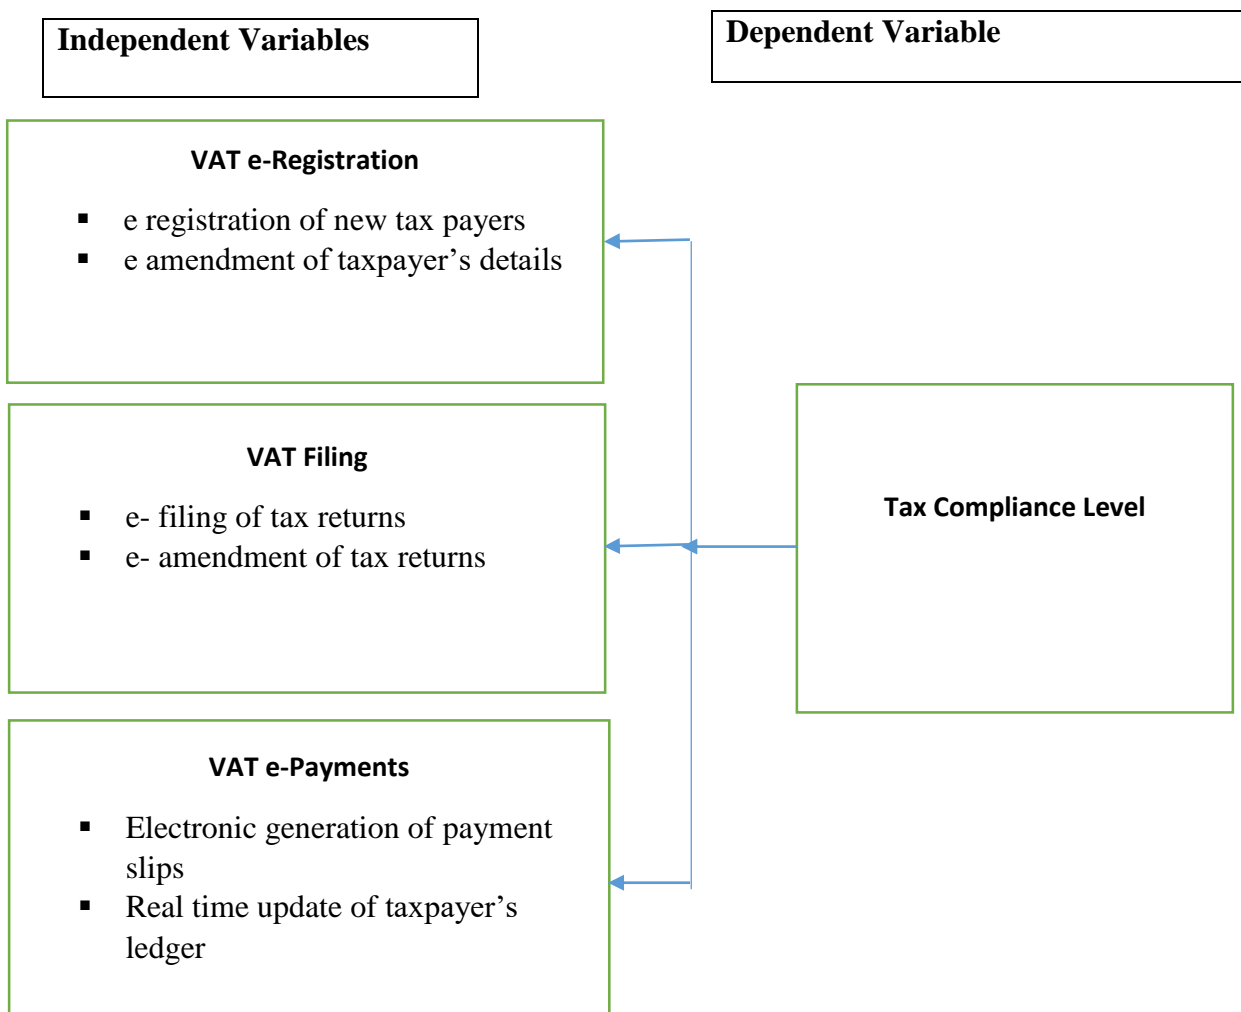 Independent Variables
Dependent Variable
VAT e-Registration
▪ e registration of new tax payers
▪ e amendment of taxpayer’s details
VAT Filing
▪ e- filing of tax returns
▪ e- amendment of tax returns
Tax Compliance Level
VAT e-Payments
▪ Electronic generation of payment
slips
▪ Real time update of taxpayer’s
ledger